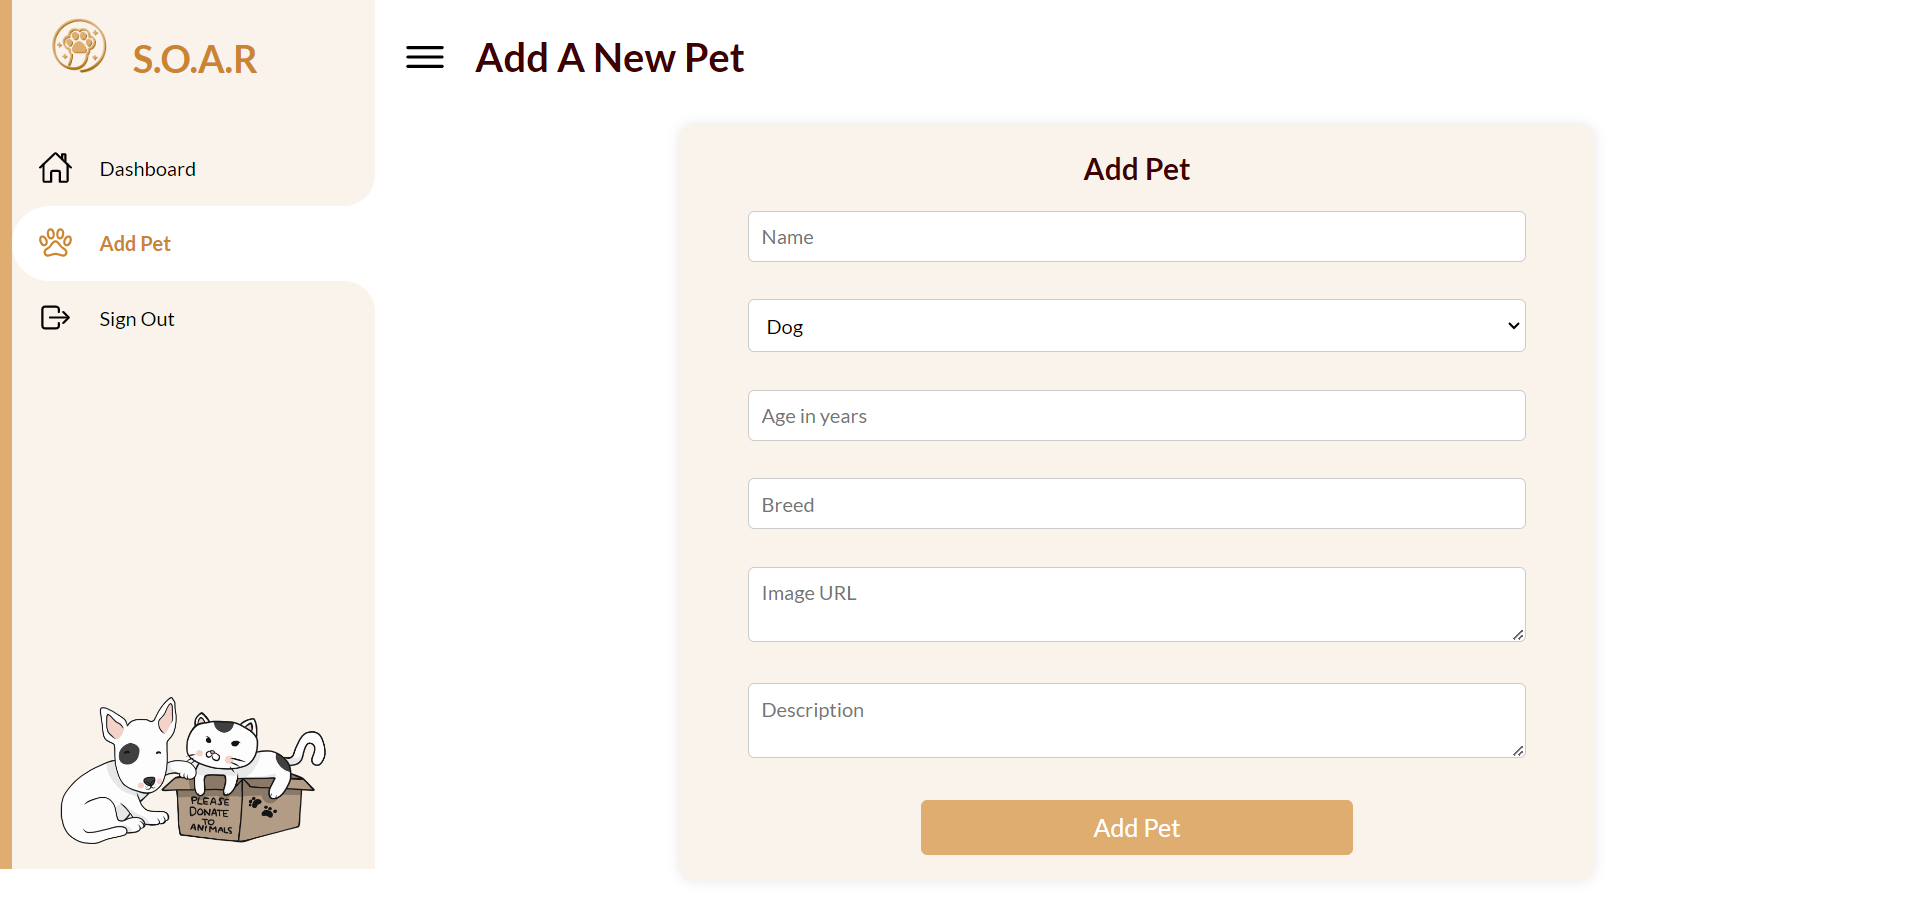 S.O.A.R
Dashboard
Add Pet
Sign Out
PLEASE
DONATE
TO
ANIMALS
Add A New Pet
Add Pet
Name
Dog
Age in years
Breed
Image URL
Description
Add Pet